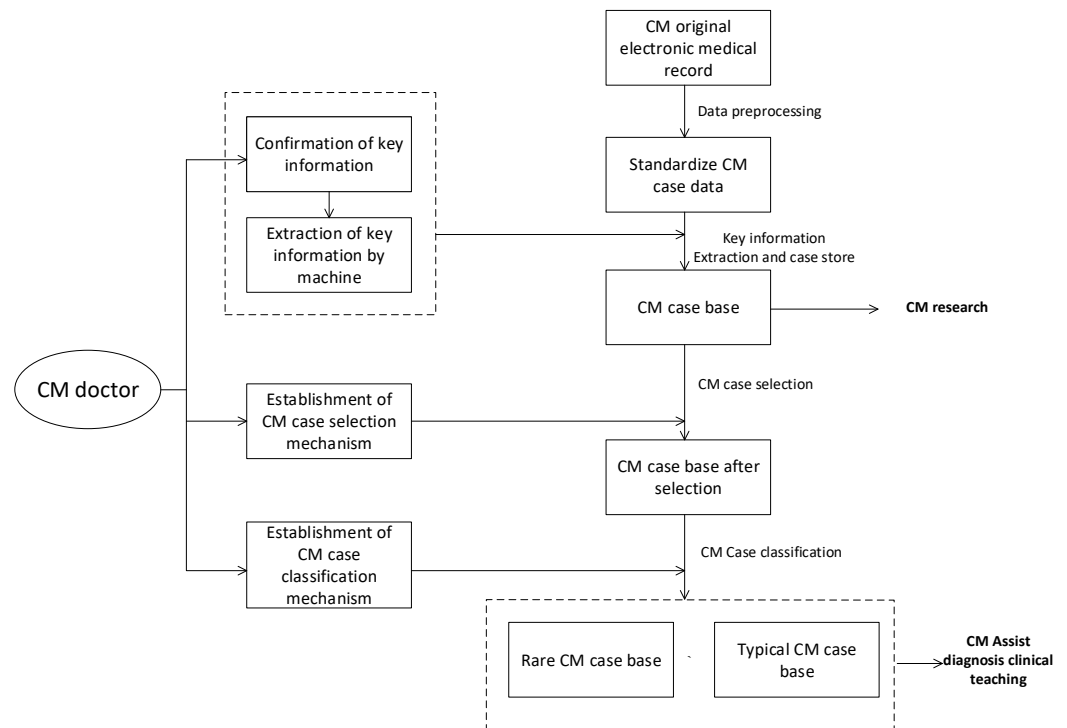 CM original
electronic medical
record
Data preprocessing
Confirmation of key
information
Standardize CM
case data
Extraction of key
information by
machine
Key information
Extraction and case store
CM case base
CM research
CM doctor
CM case selection
Establishment of
CM case selection
mechanism
CM case base after
selection
Establishment of
CM case
classification
mechanism
CM Case classification
Rare CM case base
、
Typical CM case
base
CM Assist
diagnosis clinical
teaching